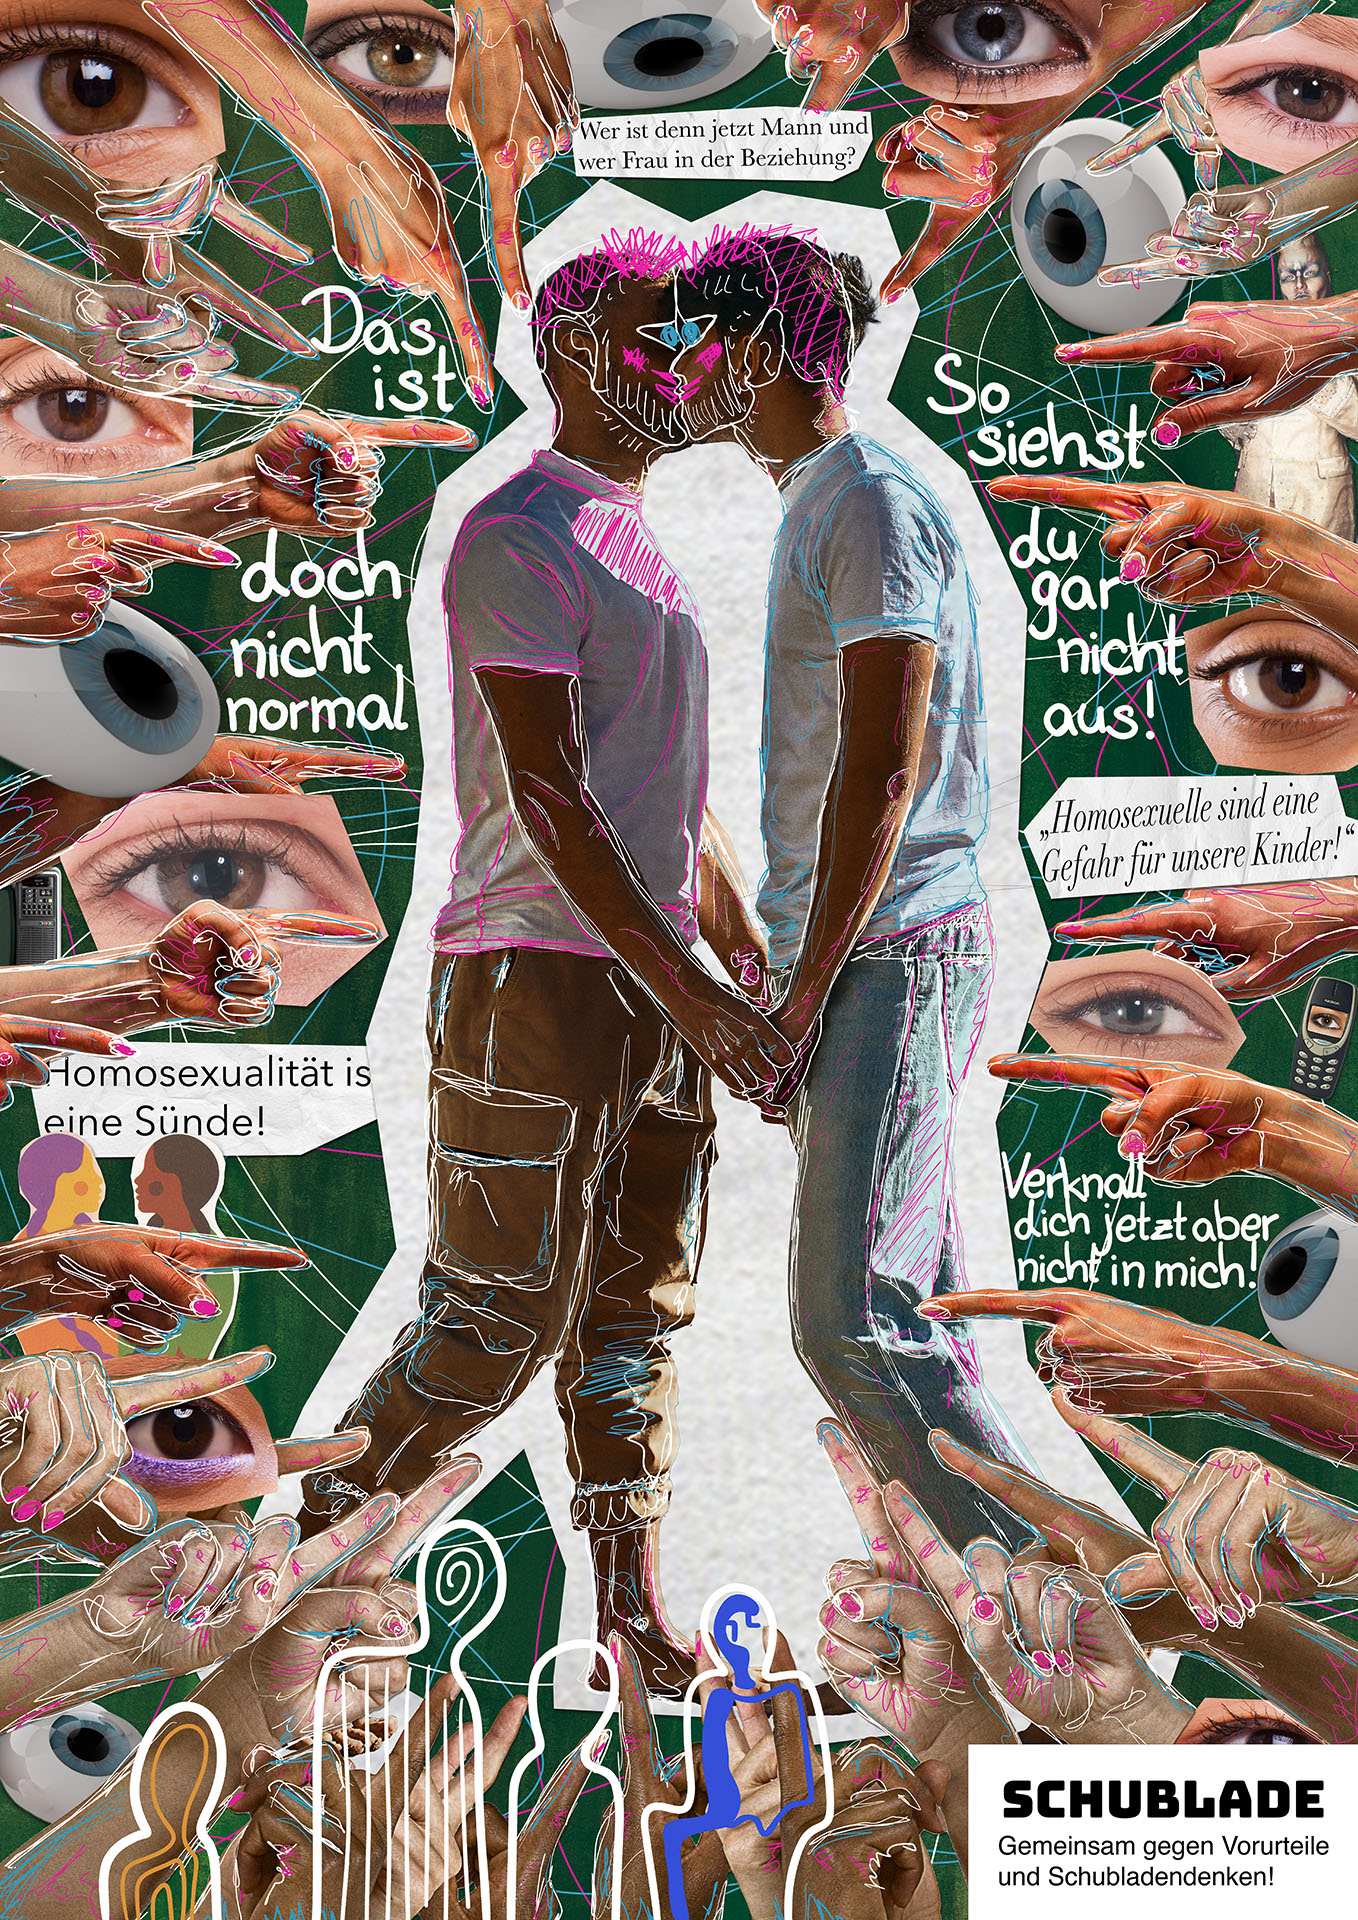 Wer ist denn jetzt Mann und
wer Frau in der Beziehung?
Das
ist
doch
nicht
normal
So
siehst
du
gar
nicht
aus!
„Homosexuelle sind eine
Gefahr für unsere Kinder!“
Homosexualität is
eine Sünde!
NOKIA
Verknall
dich jetzt aber
nicht in mich!
SCHUBLADE
Gemeinsam gegen Vorurteile
und Schubladendenken!